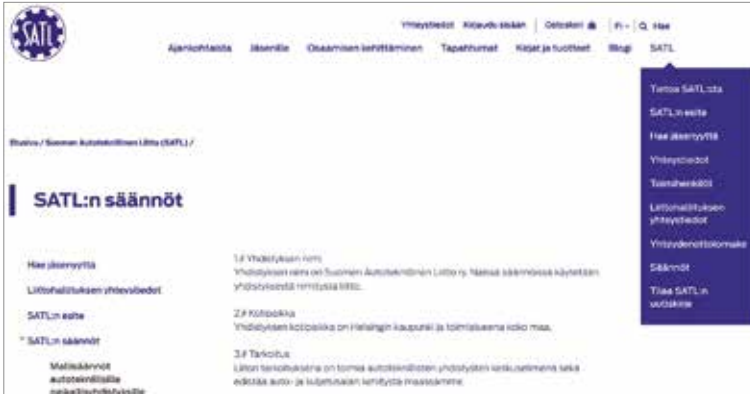 SATL
Yhteystiedot Kirjaudu sisään Ostoskori FI Hae
Ajankohtaista Jäsenille Osaamisen kehittäminen Tapahtumat Kirjat ja tuotteet Blogi SATL
Tietoa SATL:sta
SATL:n esite
Hae jäsenyyttä
Yhteystiedot
Toimihenkilöt
Liittohallituksen
yhteystiedot
Yhteydenottolomake
Säännöt
Tilaa SATL:n
uutiskirje
Etusivu / Suomen Autoteknillinen Liitto (SATL) /
SATL:n säännöt
Hae jäsenyyttä
Liittohallituksen yhteystiedot
SATL:n esite
SATL:n säännöt
Mallisäännöt
autoteknillisille
paikallisyhdistyksille
1.§ Yhdistyksen nimi
Yhdistyksen nimi on Suomen Autoteknillinen Liitto ry. Näissä säännöissä käytetään
yhdistyksestä nimitystä liitto.
2.§ Kotipaikka
Yhdistyksen kotipaikka on Helsingin kaupunki ja toimialueena koko maa.
3.§ Tarkoitus
Liiton tarkoituksena on toimia autoteknillisten yhdistysten keskuselimenä sekä
edistää auto- ja kuljetusalan kehitystä maassamme.